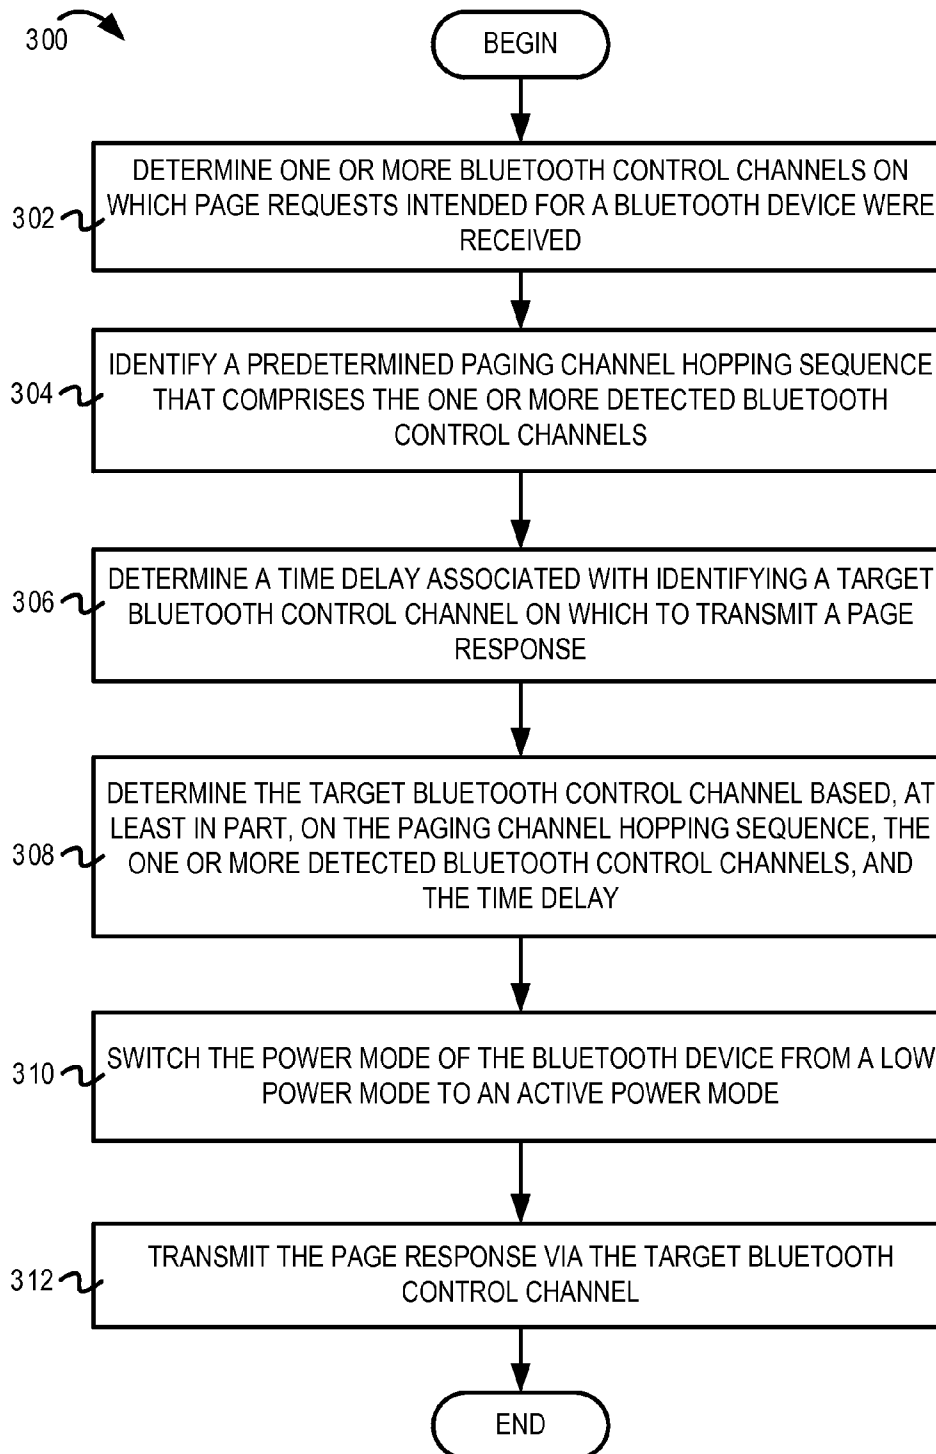 300
BEGIN
302
DETERMINE ONE OR MORE BLUETOOTH CONTROL CHANNELS ON
WHICH PAGE REQUESTS INTENDED FOR A BLUETOOTH DEVICE WERE
RECEIVED
304
IDENTIFY A PREDETERMINED PAGING CHANNEL HOPPING SEQUENCE
THAT COMPRISES THE ONE OR MORE DETECTED BLUETOOTH
CONTROL CHANNELS
306
DETERMINE A TIME DELAY ASSOCIATED WITH IDENTIFYING A TARGET
BLUETOOTH CONTROL CHANNEL ON WHICH TO TRANSMIT A PAGE
RESPONSE
308
DETERMINE THE TARGET BLUETOOTH CONTROL CHANNEL BASED, AT
LEAST IN PART, ON THE PAGING CHANNEL HOPPING SEQUENCE, THE
ONE OR MORE DETECTED BLUETOOTH CONTROL CHANNELS, AND
THE TIME DELAY
310
SWITCH THE POWER MODE OF THE BLUETOOTH DEVICE FROM A LOW
POWER MODE TO AN ACTIVE POWER MODE
312
TRANSMIT THE PAGE RESPONSE VIA THE TARGET BLUETOOTH
CONTROL CHANNEL
END